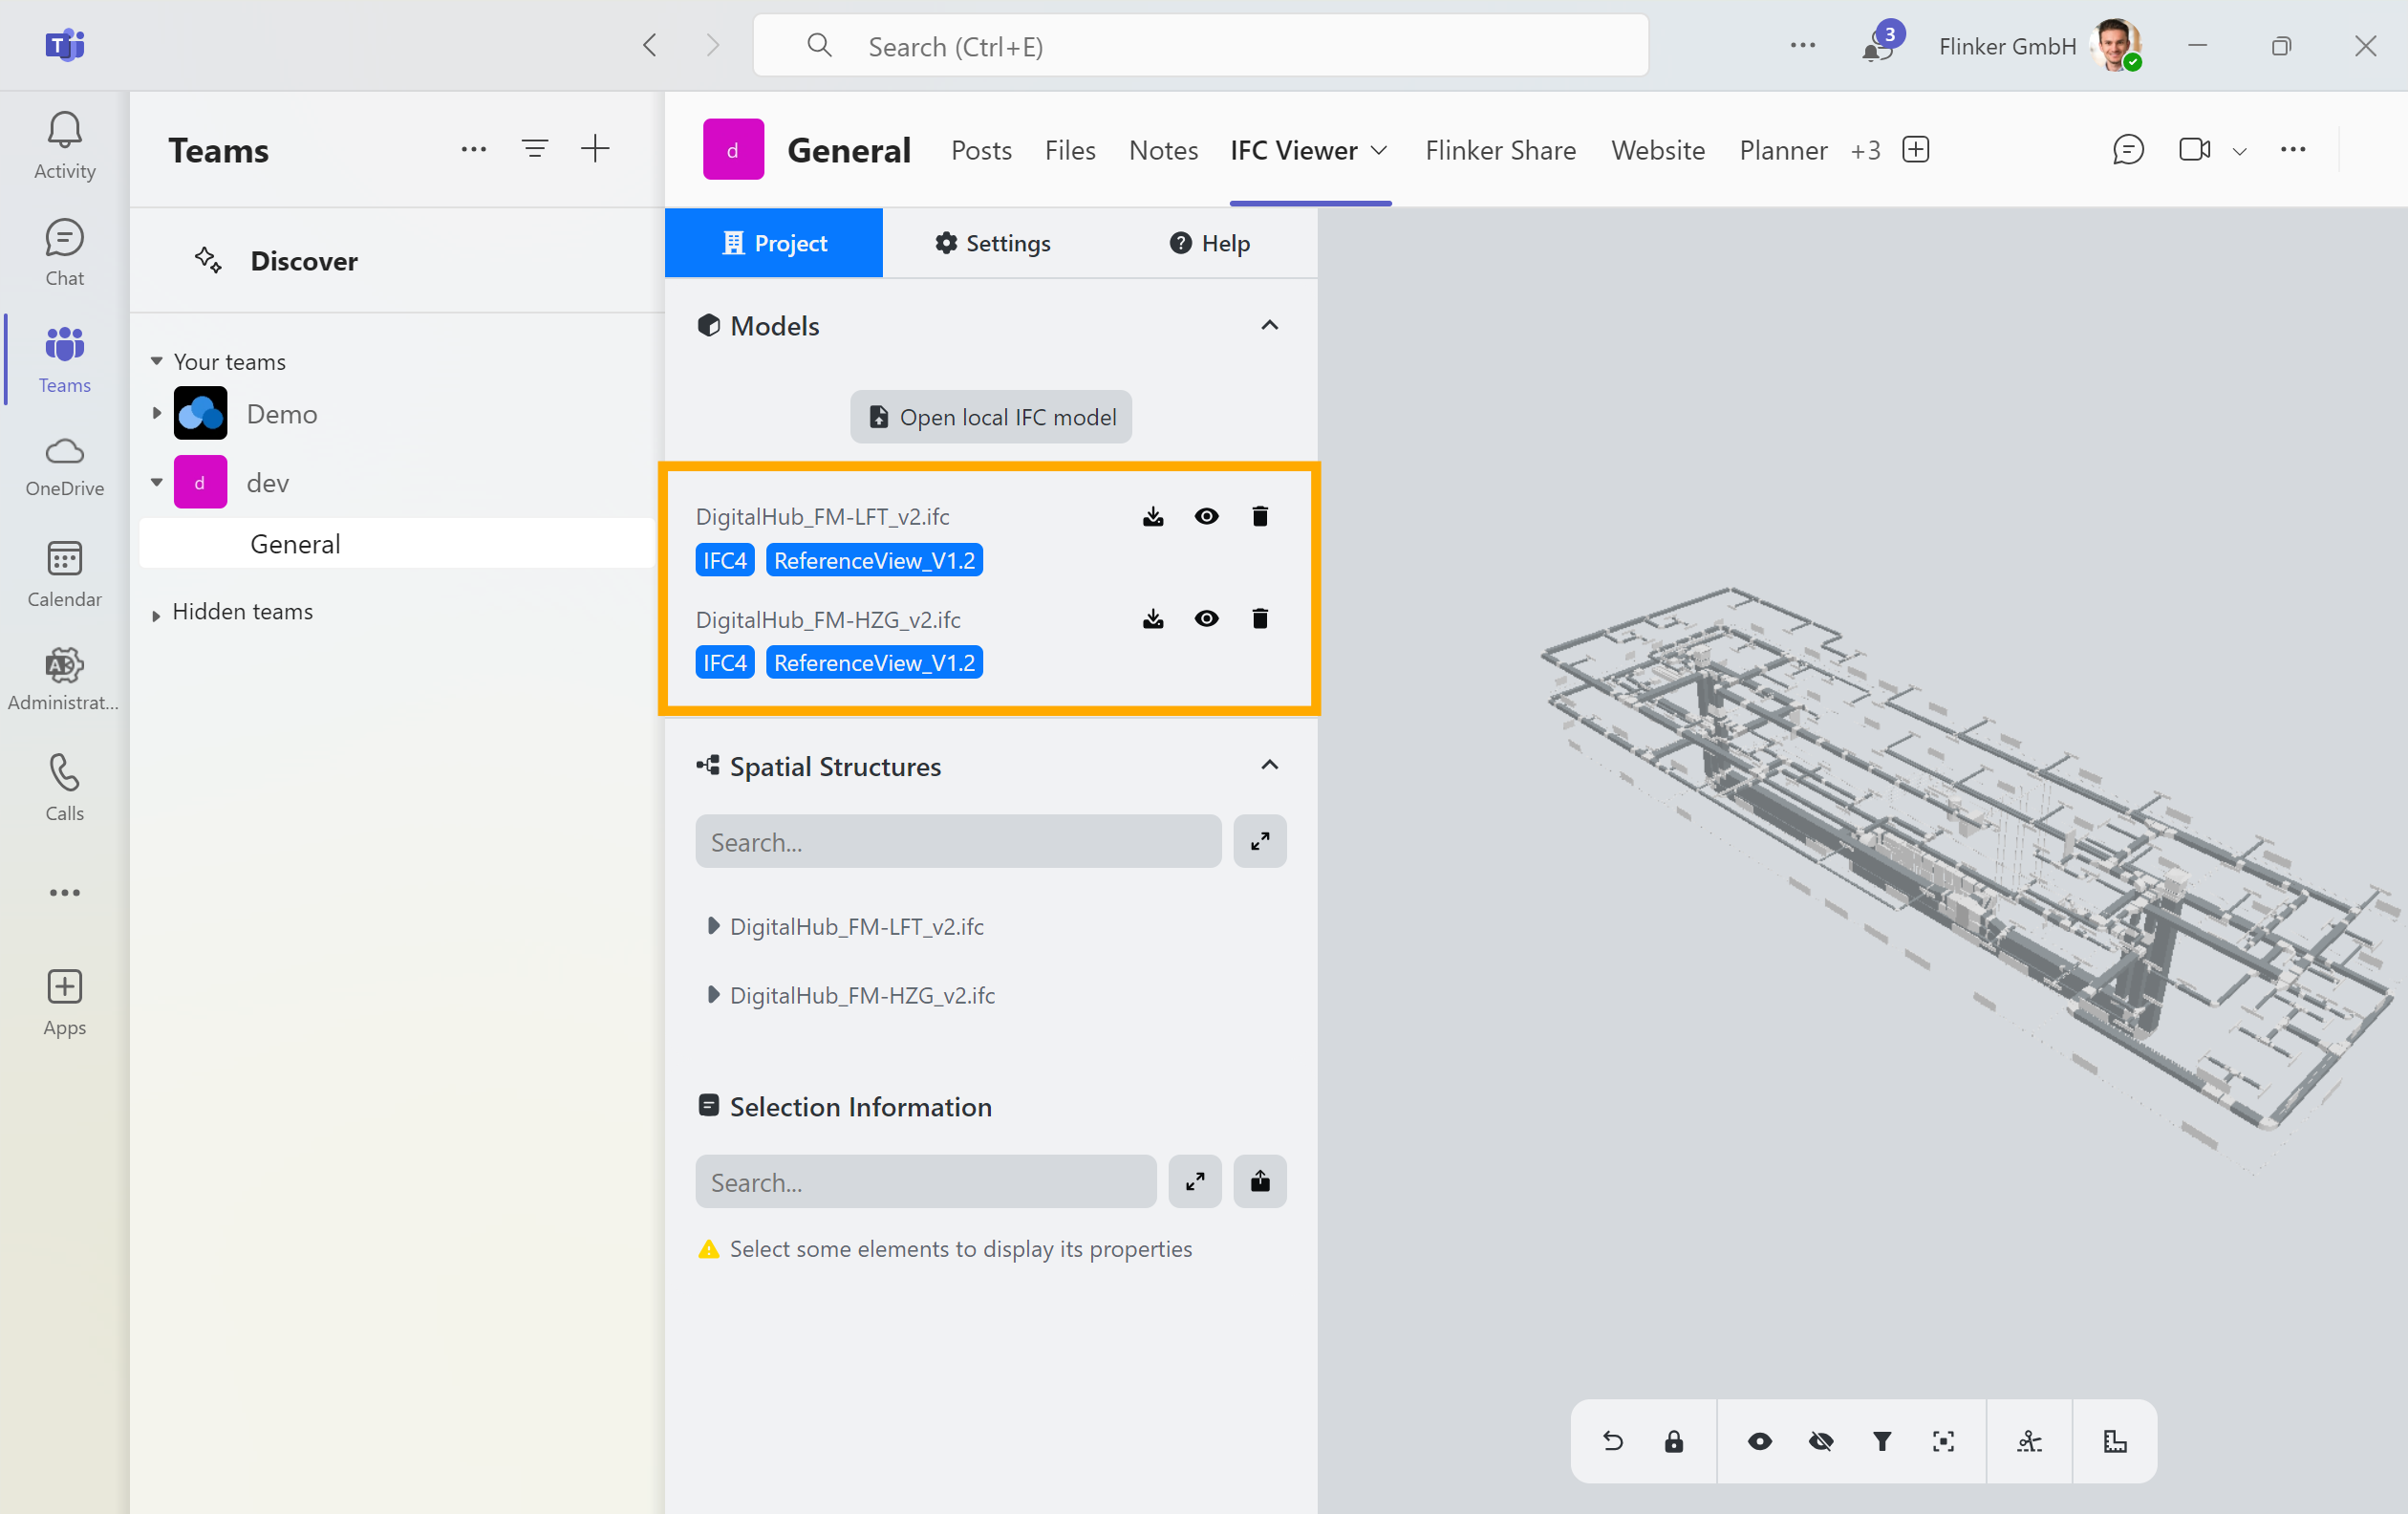 Search (Ctrl+E)
3
Flinker GmbH
Activity
Chat
Teams
OneDrive
Calendar
Administrat...
Calls
Apps
Teams
Discover
Your teams
Demo
d dev
General
Hidden teams
d General Posts Files Notes IFC Viewer Flinker Share Website Planner +3
Project Settings Help
Models
Open local IFC model
DigitalHub_FM-LFT_v2.ifc
IFC4 ReferenceView_V1.2
DigitalHub_FM-HZG_v2.ifc
IFC4 ReferenceView_V1.2
Spatial Structures
Search...
DigitalHub_FM-LFT_v2.ifc
DigitalHub_FM-HZG_v2.ifc
Selection Information
Search...
Select some elements to display its properties